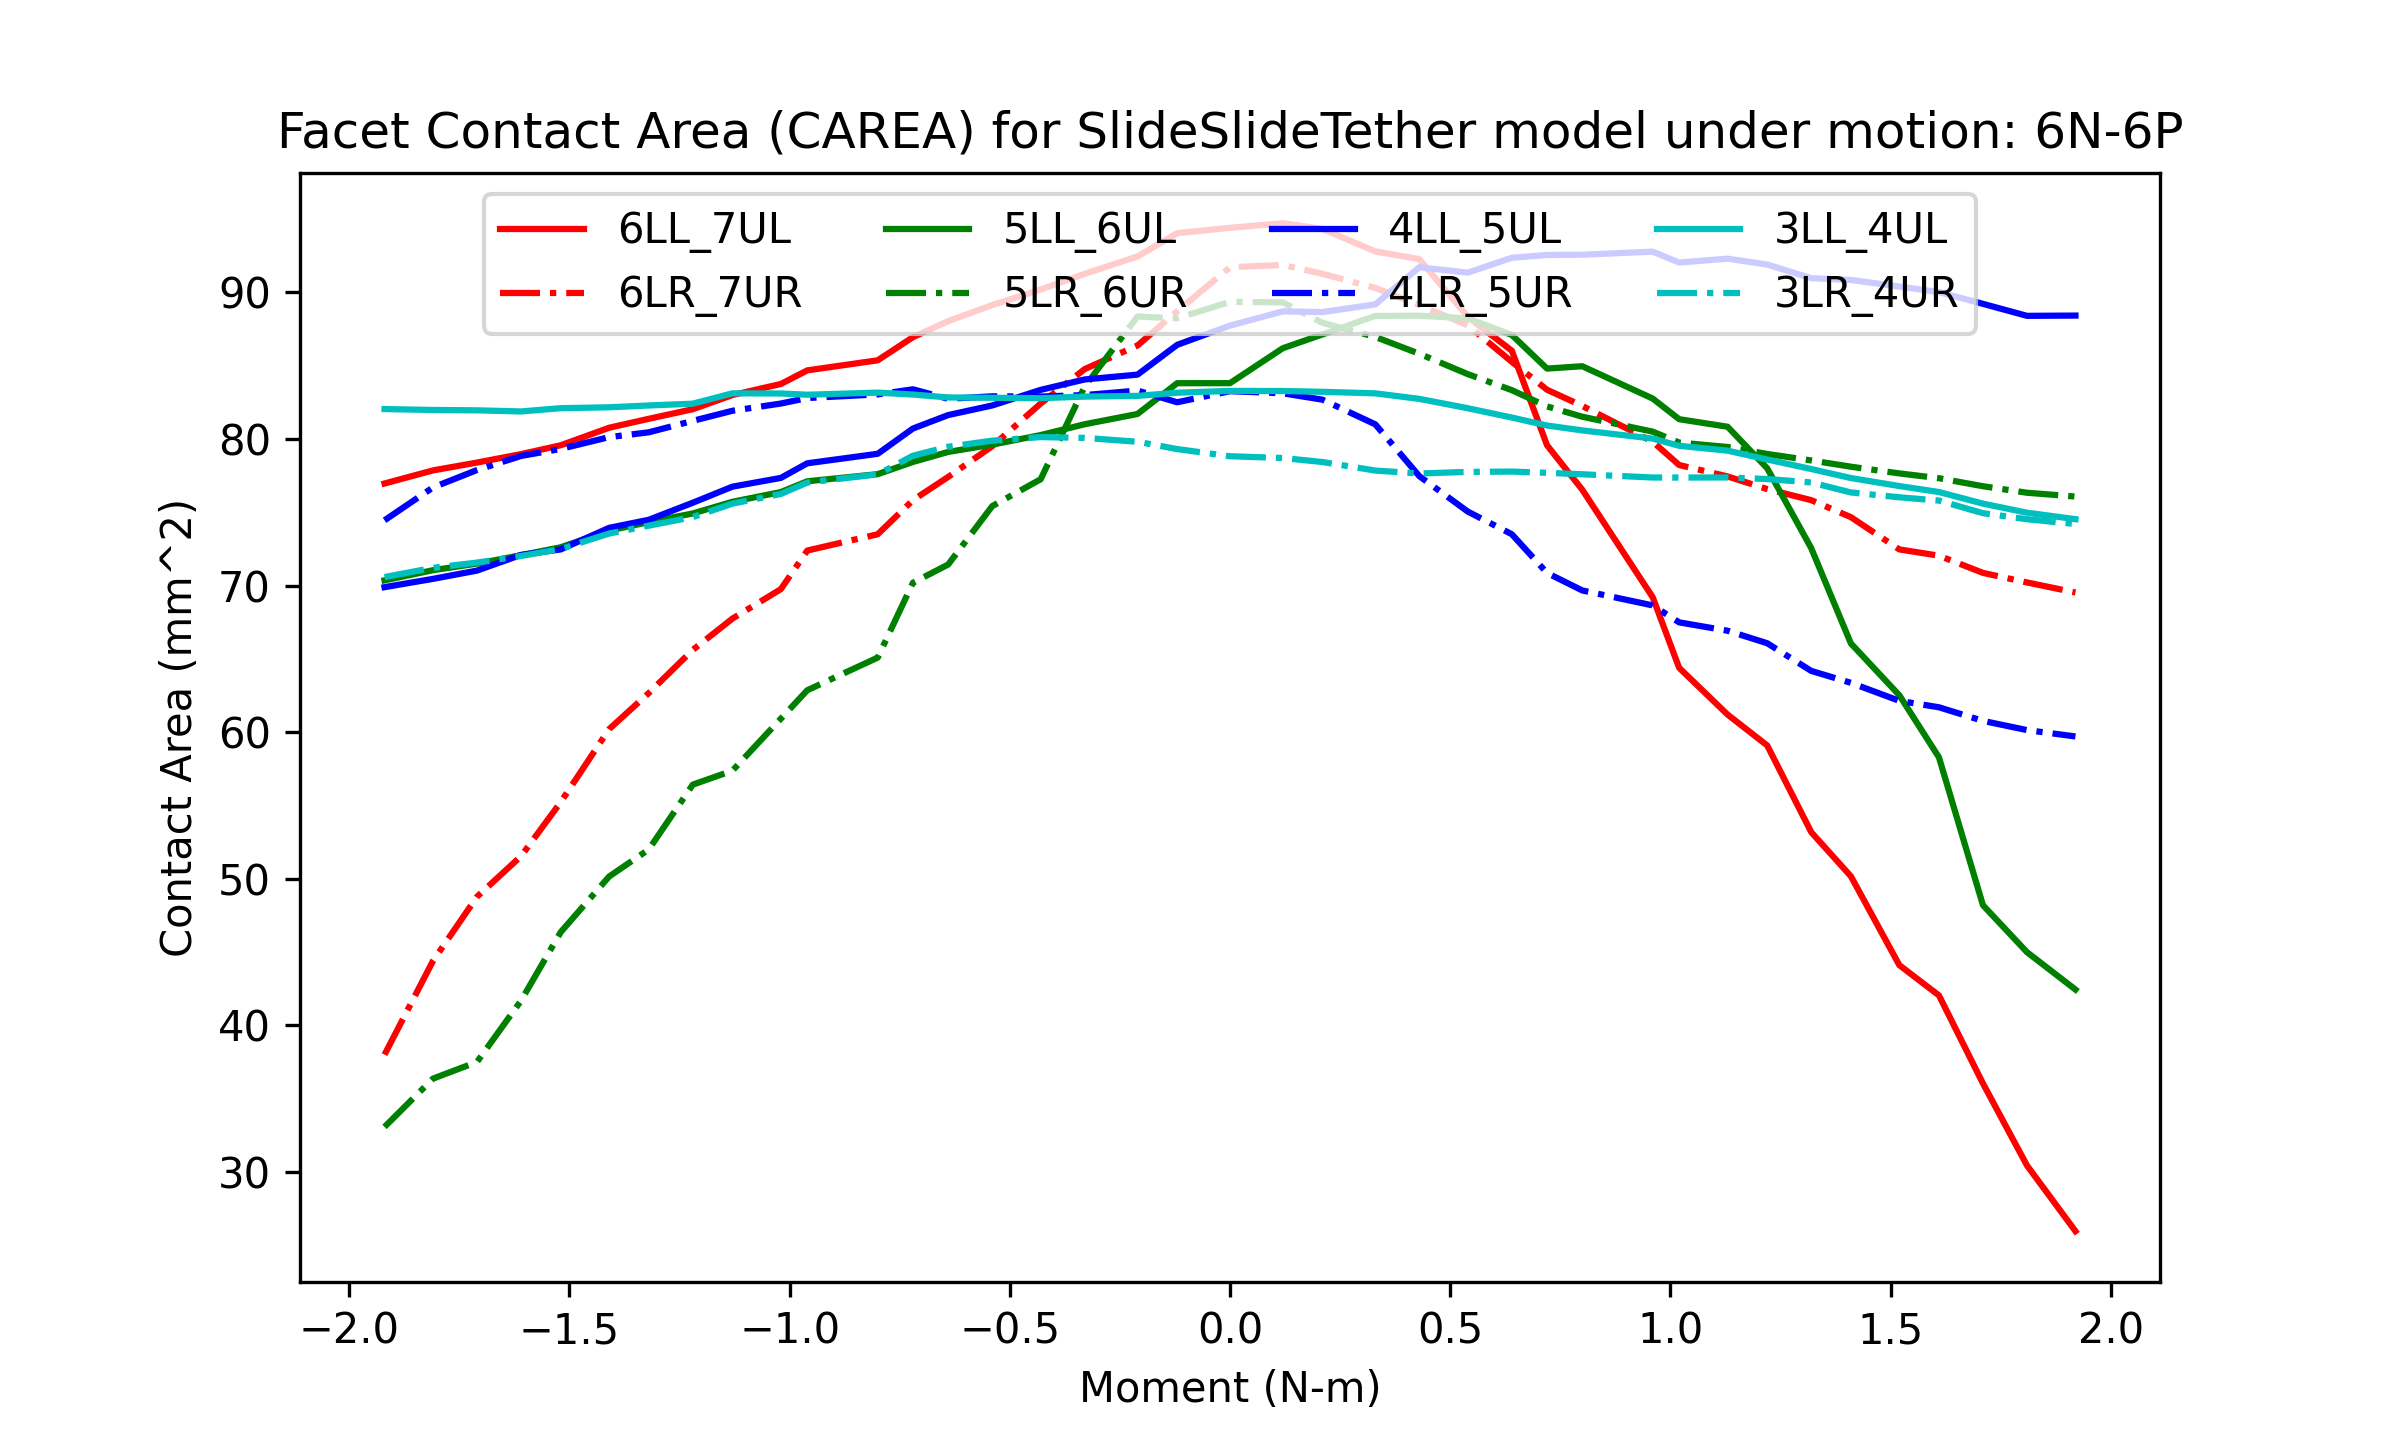 Facet Contact Area (CAREA) for SlideSlideTether model under motion: 6N-6P
6LL_7UL 5LL_6UL 4LL_5UL 3LL_4UL
6LR_7UR 5LR_6UR 4LR_5UR 3LR_4UR
90
80
70
60
50
40
30
Contact Area (mm^2)
−2.0 −1.5 −1.0 −0.5 0.0 0.5 1.0 1.5 2.0
Moment (N-m)